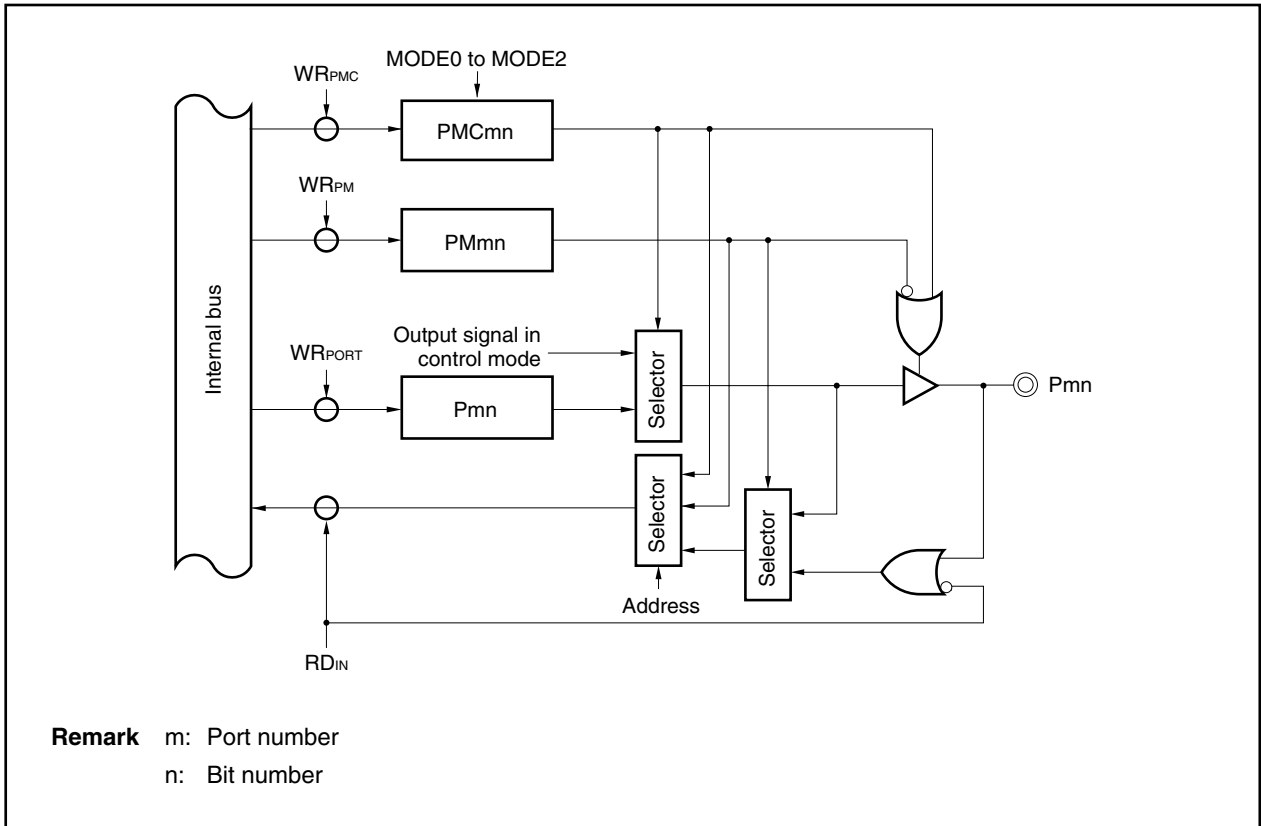 MODE0 to MODE2
WRPMC
PMCmn
WRPM
PMmn
Internal bus
Output signal in
control mode
WRPORT
Pmn
Selector
Pmn
Selector
Selector
Address
RDIN
Remark m: Port number
n: Bit number